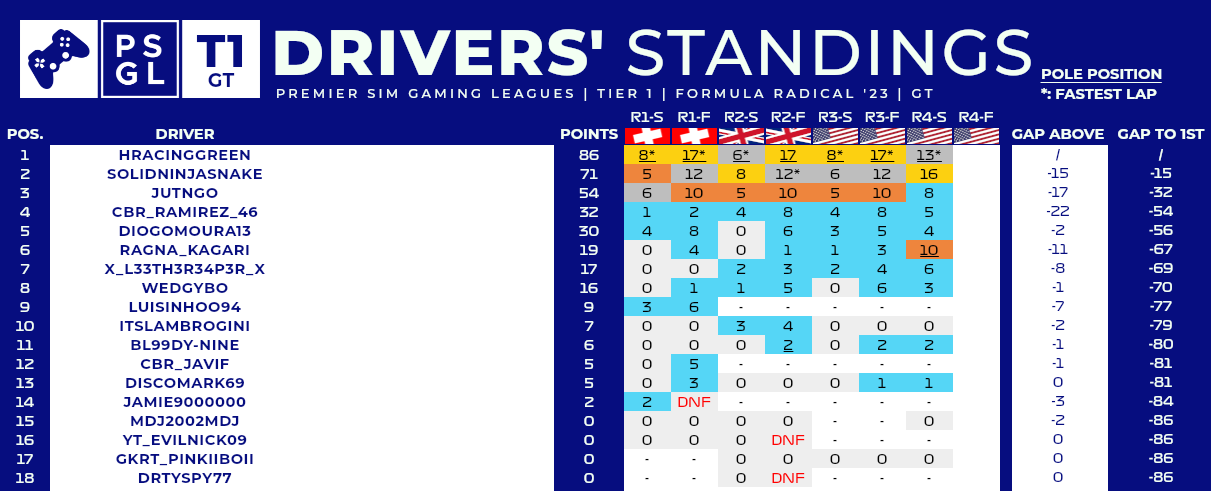 PS
GL
T1
GT
DRIVERS' STANDINGS
PREMIER SIM GAMING LEAGUES | TIER 1 | FORMULA RADICAL '23 | GT
POLE POSITION
*: FASTEST LAP
R1-S R1-F R2-S R2-F R3-S R3-F R4-S R4-F
POS. DRIVER POINTS GAP ABOVE GAP TO 1ST
1 HRACINGGREEN 86 8* 17* 6* 17 8* 17* 13* / /
2 SOLIDNINJASNAKE 71 5 12 8 12* 6 12 16 -15 -15
3 JUTNGO 54 6 10 5 10 5 10 8 -17 -32
4 CBR_RAMIREZ_46 32 1 2 4 8 4 8 5 -22 -54
5 DIOGOMOURA13 30 4 8 0 6 3 5 4 -2 -56
6 RAGNA_KAGARI 19 0 4 0 1 1 3 10 -11 -67
7 X_L33TH3R34P3R_X 17 0 0 2 3 2 4 6 -8 -69
8 WEDGYBO 16 0 1 1 5 0 6 3 -1 -70
9 LUISINHOO94 9 3 6 - - - - - -7 -77
10 ITSLAMBROGINI 7 0 0 3 4 0 0 0 -2 -79
11 BL99DY-NINE 6 0 0 0 2 0 2 2 -1 -80
12 CBR_JAVIF 5 0 5 - - - - - -1 -81
13 DISCOMARK69 5 0 3 0 0 0 1 1 0 -81
14 JAMIE9000000 2 2 DNF - - - - - -3 -84
15 MDJ2002MDJ 0 0 0 0 0 - - 0 -2 -86
16 YT_EVILNICK09 0 0 0 0 DNF - - - 0 -86
17 GKRT_PINKIIBOII 0 - - 0 0 0 0 0 0 -86
18 DRTYSPY77 0 - - 0 DNF - - - 0 -86